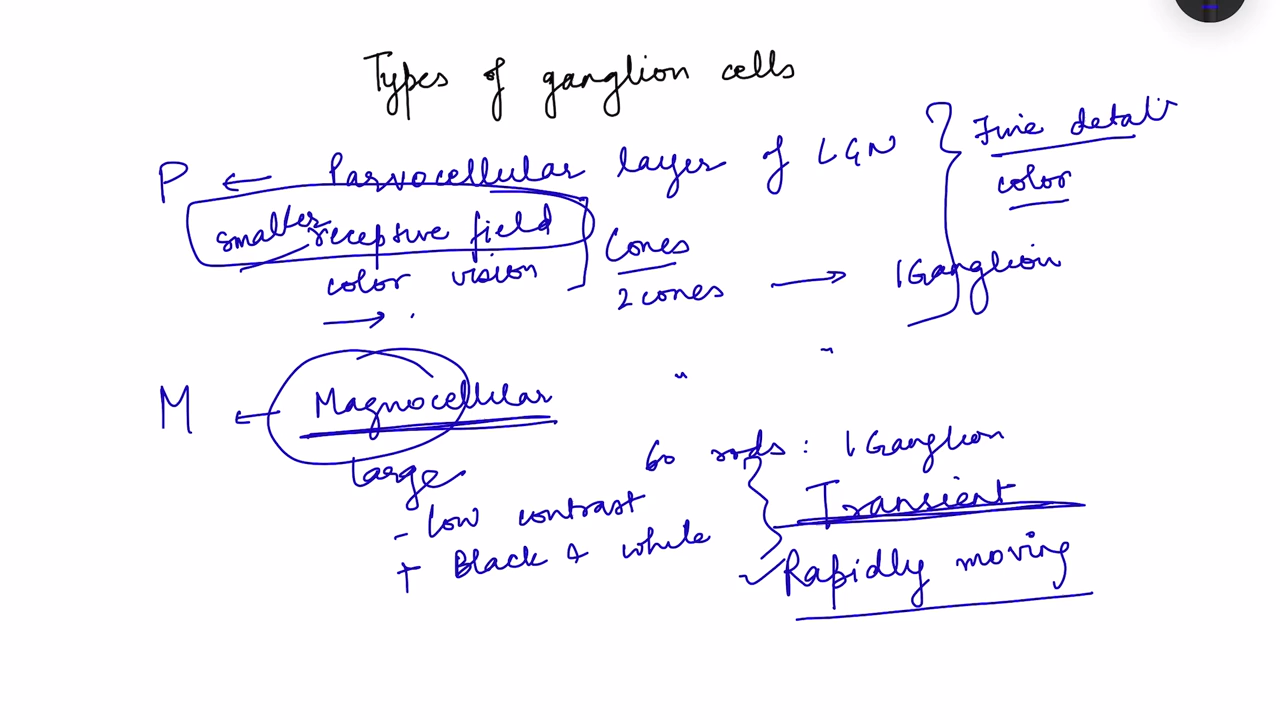 Types of ganglion cells
P ← Parvocellular layer of LGN } Fine detail
color
smaller receptive field
color vision
Cones
2 cones → 1 Ganglion
→ .
M ← Magnocellular " "
large
60 rods : 1 Ganglion
- low contrast
+ Black & white
Transient
✓ Rapidly moving